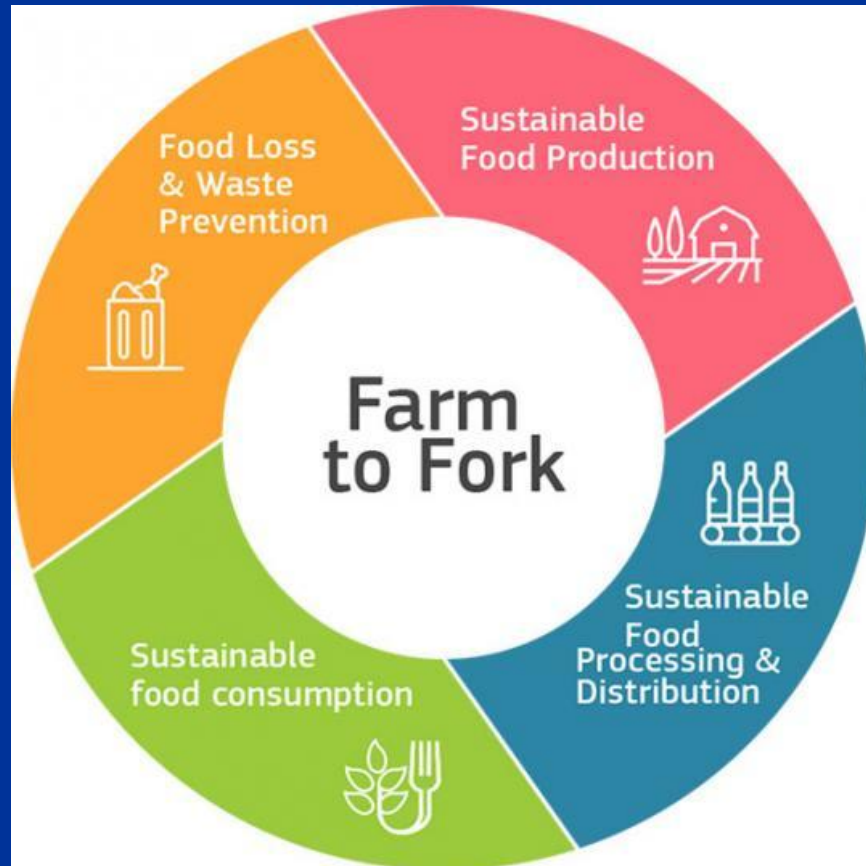 Food Loss
& Waste
Prevention
Sustainable
Food Production
Farm
to Fork
Sustainable
Food
Processing &
Distribution
Sustainable
food consumption